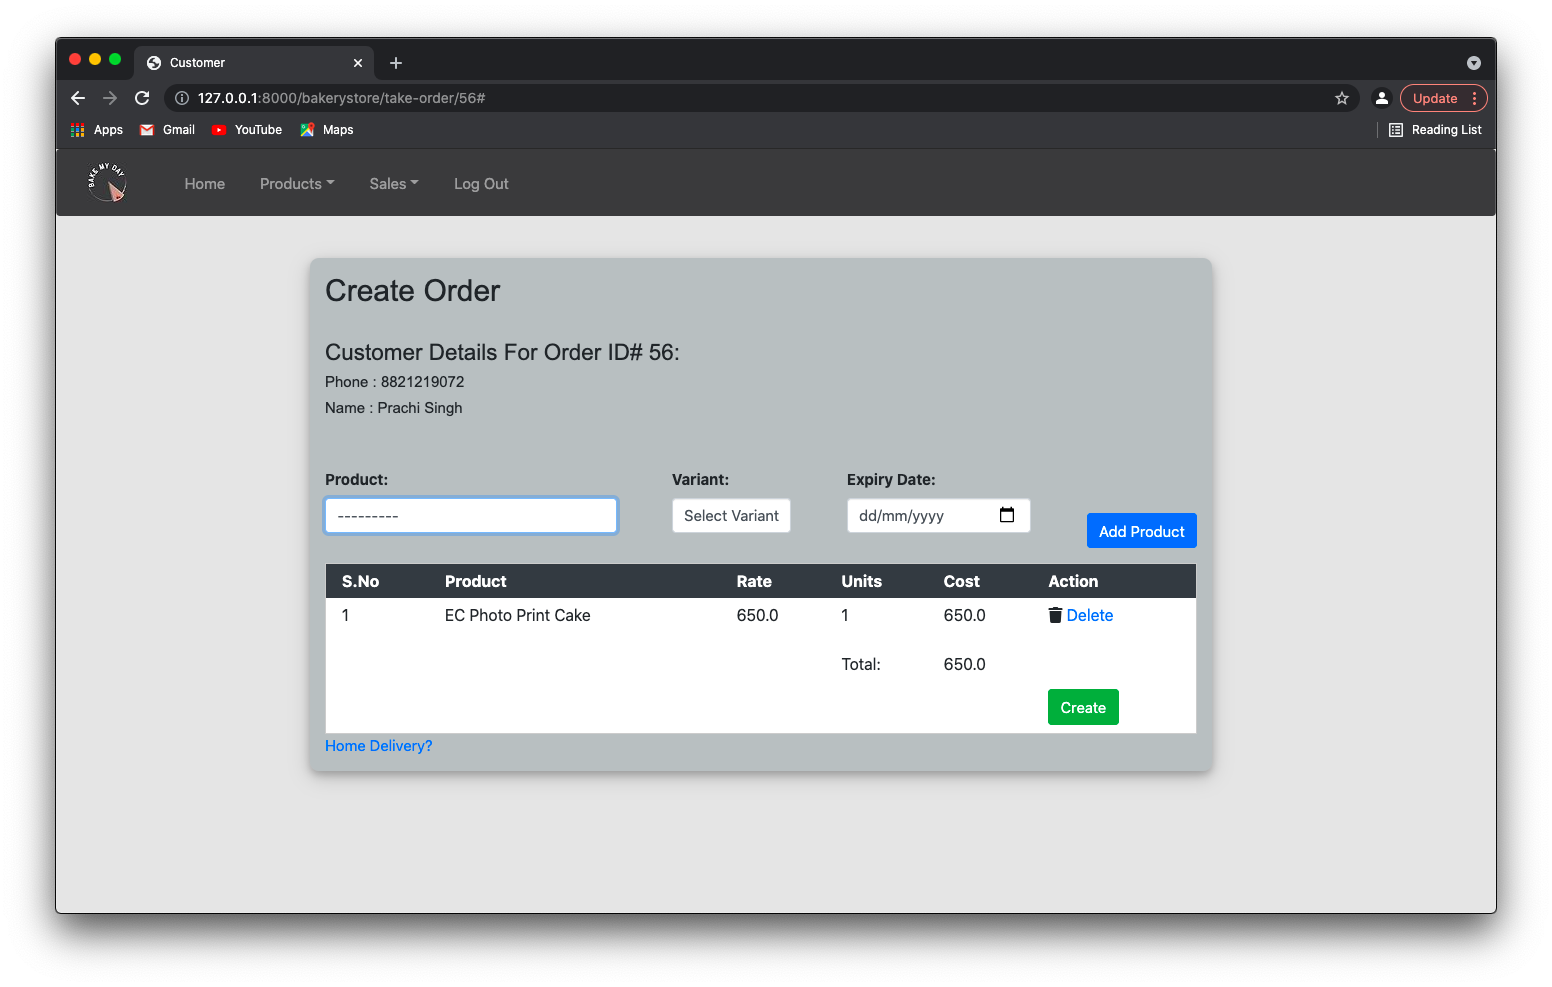 Customer
127.0.0.1:8000/bakerystore/take-order/56#
Update
Apps Gmail YouTube Maps Reading List
BAKE MY DAY
Home Products Sales Log Out
Create Order
Customer Details For Order ID# 56:
Phone : 8821219072
Name : Prachi Singh
Product: Variant: Expiry Date:
--------- Select Variant dd/mm/yyyy
Add Product
S.No Product Rate Units Cost Action
1 EC Photo Print Cake 650.0 1 650.0 Delete
Total: 650.0
Create
Home Delivery?